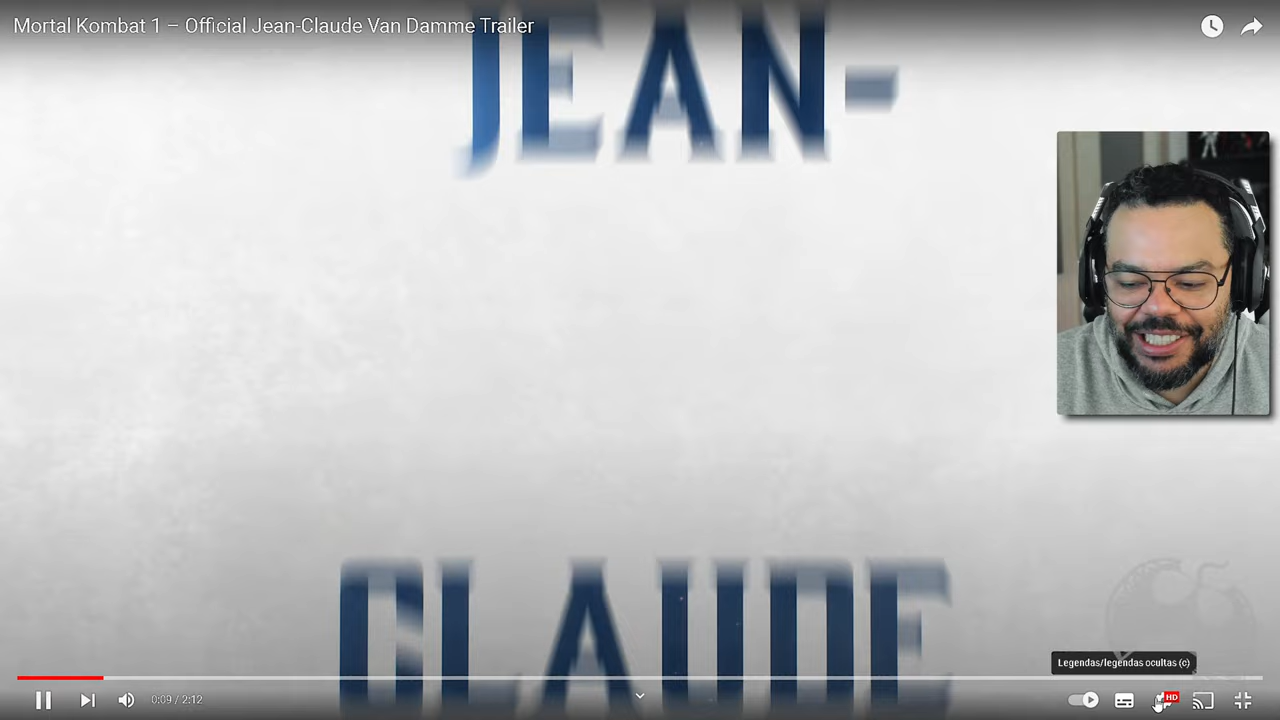 Mortal Kombat 1 – Official Jean-Claude Van Damme Trailer
JEAN-
CLAUDE
Legendas/legendas ocultas (c)
0:09 / 2:12
HD